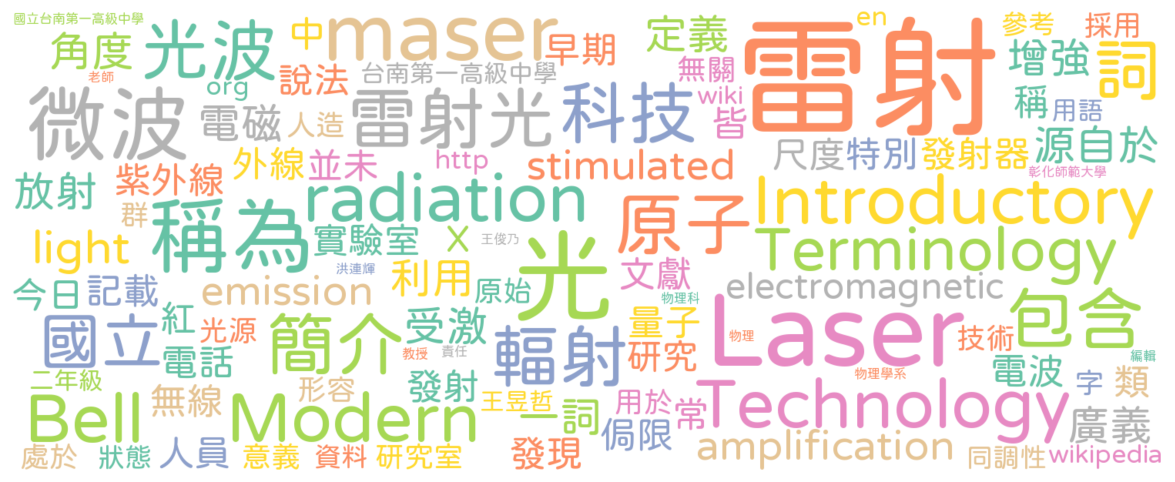 國立台南第一高級中學
角度
光波
中
maser
早期
定義
雷射
en
參考
採用
老師
org
說法
台南第一高級中學
無關
增強
詞
微波
電磁
人造
雷射光
科技
wiki
皆
稱
用語
外線
並未
http
stimulated
尺度
特別
發射器
源自於
彰化師範大學
放射
紫外線
群
稱為
radiation
原子
Introductory
light
實驗室
X
王俊乃
光
文獻
Terminology
洪連輝
今日
記載
emission
利用
原始
物理科
electromagnetic
包含
國立
紅
光源
簡介
受激
輻射
量子
Laser
物理
技術
電話
教授
責任
研究
物理學系
電波
編輯
二年級
形容
發射
字
類
Bell
無線
Modern
王昱哲
一詞
用於
常
Technology
廣義
侷限
處於
狀態
人員
意義
資料
研究室
發現
amplification
同調性
wikipedia